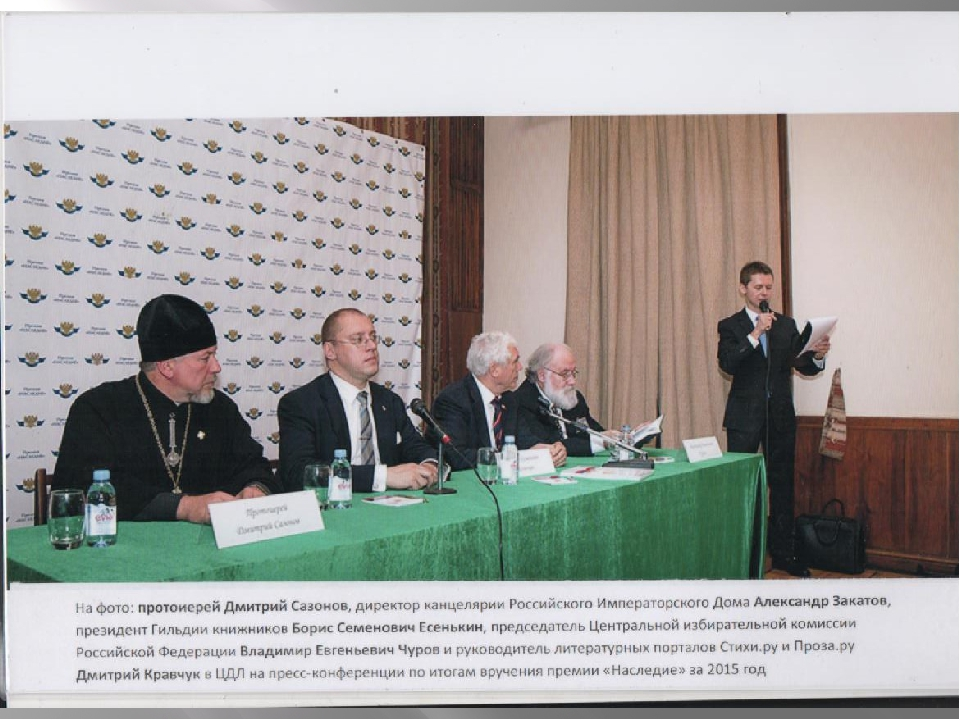 Протоиерей
Дмитрий Сазонов
На фото: протоиерей Дмитрий Сазонов, директор канцелярии Российского Императорского Дома Александр Закатов,
президент Гильдии книжников Борис Семенович Есенькин, председатель Центральной избирательной комиссии
Российской Федерации Владимир Евгеньевич Чуров и руководитель литературных порталов Стихи.ру и Проза.ру
Дмитрий Кравчук в ЦДЛ на пресс-конференции по итогам вручения премии «Наследие» за 2015 год